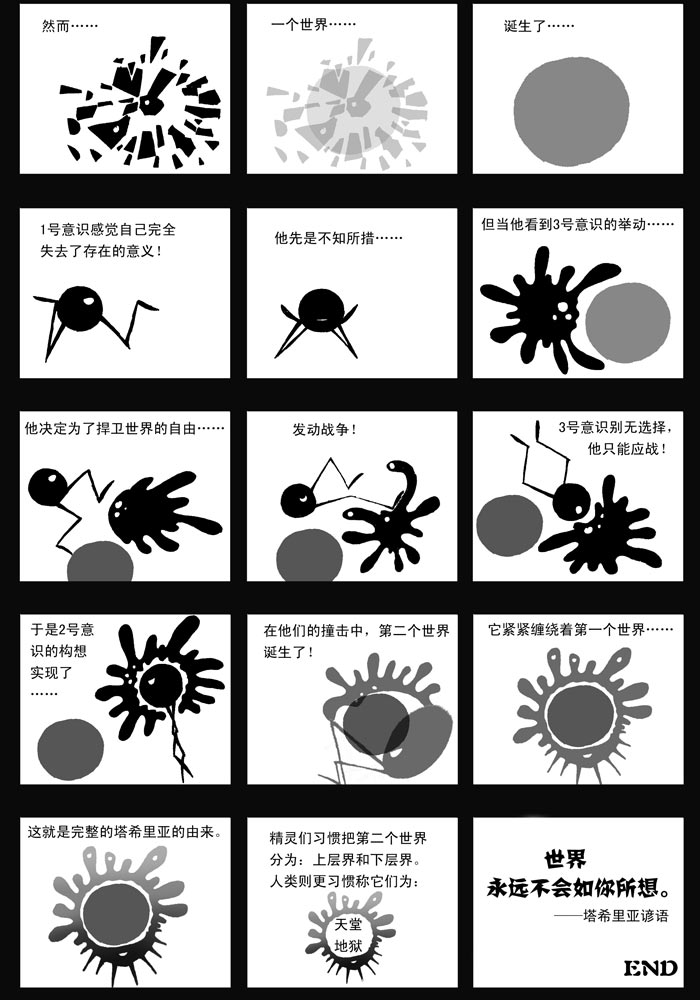 然而……
一个世界……
诞生了……
1号意识感觉自己完全
失去了存在的意义！
他先是不知所措……
但当他看到3号意识的举动……
他决定为了捍卫世界的自由……
发动战争！
3号意识别无选择，
他只能应战！
于是2号意
识的构想
实现了
……
在他们的撞击中，第二个世界
诞生了！
它紧紧缠绕着第一个世界……
这就是完整的塔希里亚的由来。
精灵们习惯把第二个世界
分为：上层界和下层界。
人类则更习惯称它们为：
天堂
地狱
世界
永远不会如你所想。
——塔希里亚谚语
END